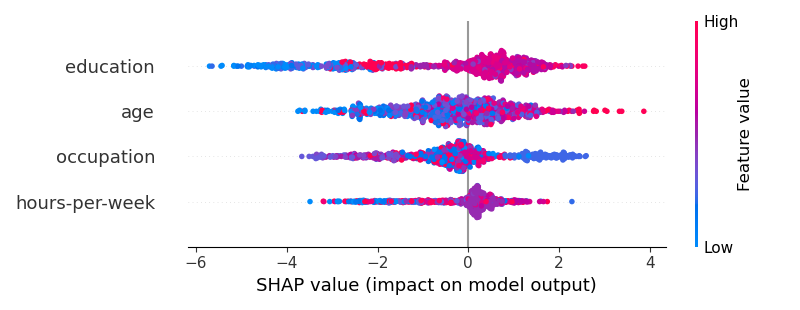 High
education
age
occupation
hours-per-week
Feature value
Low
−6 −4 −2 0 2 4
SHAP value (impact on model output)